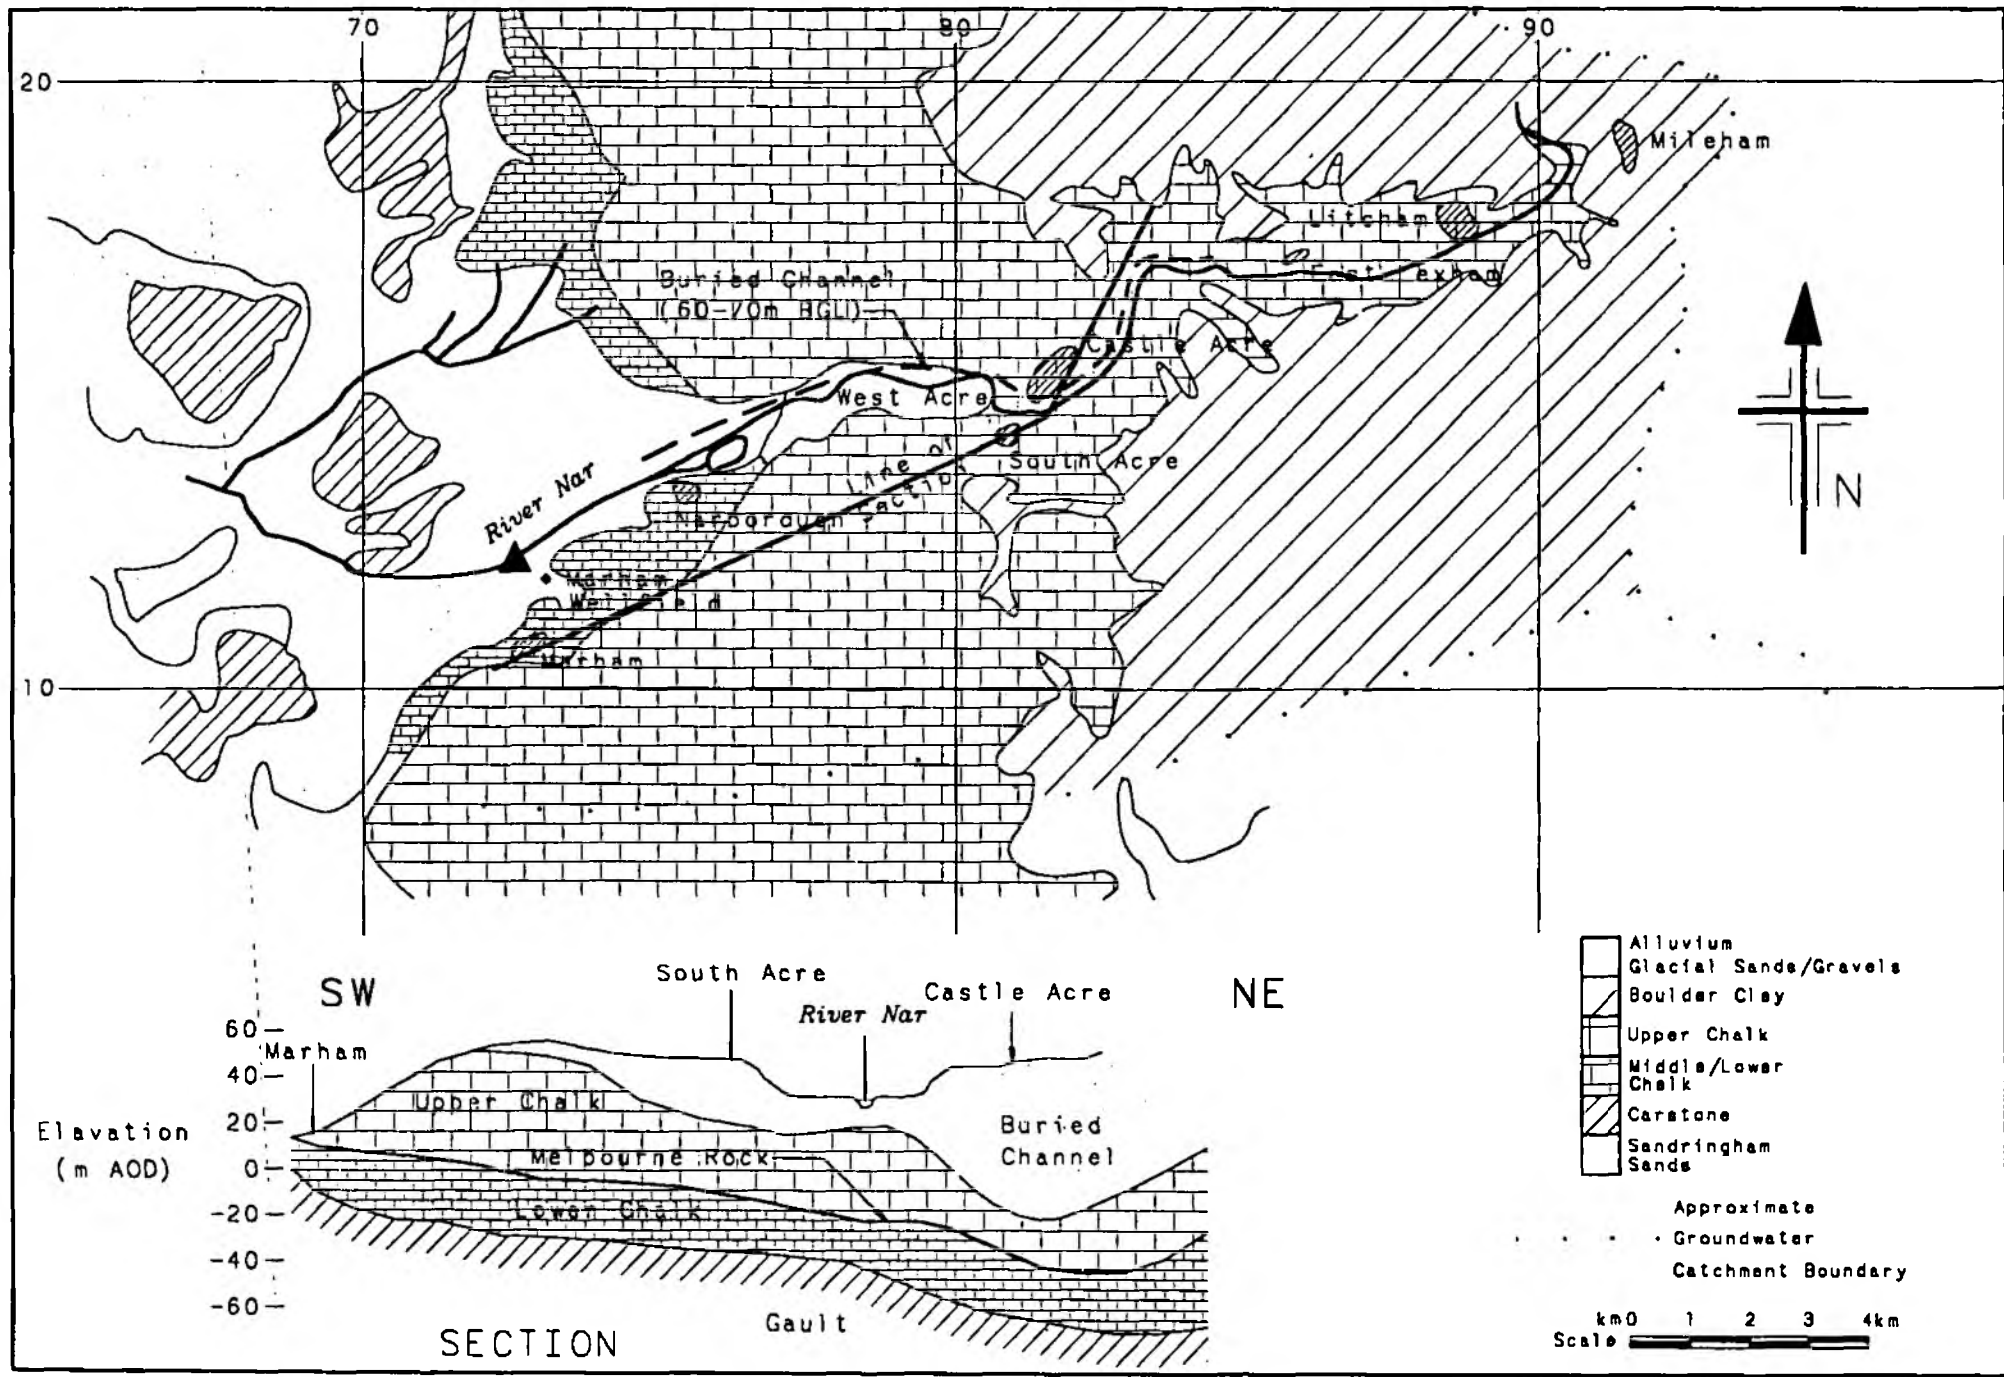 70
80
90
20
Mileham
Litcham
East Lexham
Buried Channel
(60-70m BGL)
Castle Acre
West Acre
Line of
Section
South Acre
River Nar
Narborough
N
Marham
Wellfield
Marham
10
SW
South Acre
River Nar
Castle Acre
NE
60
Marham
40
20
0
-20
-40
-60
Elavation
(m AOD)
Upper Chalk
Melbourne Rock
Lower Chalk
Buried
Channel
Gault
SECTION
Alluvium
Glacial Sands/Gravels
Boulder Clay
Upper Chalk
Middle/Lower
Chalk
Carstone
Sandringham
Sands
Approximate
Groundwater
Catchment Boundary
km0 1 2 3 4km
Scale